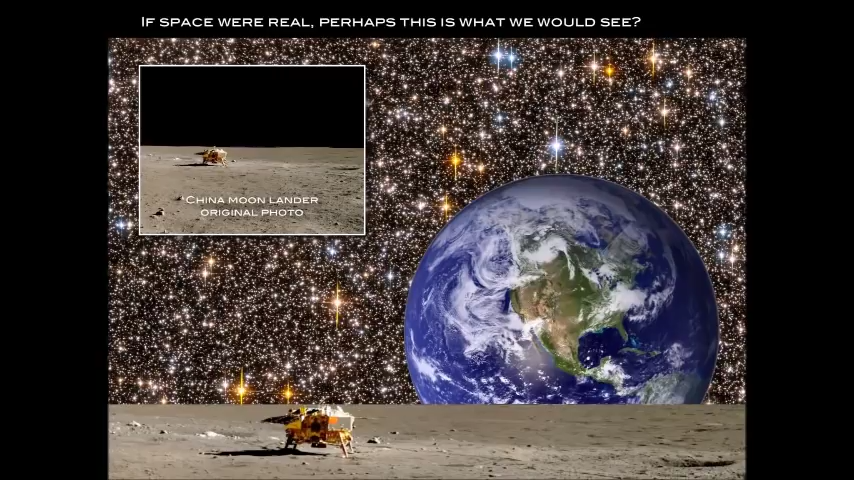 If space were real, perhaps this is what we would see?
*China moon lander
original photo